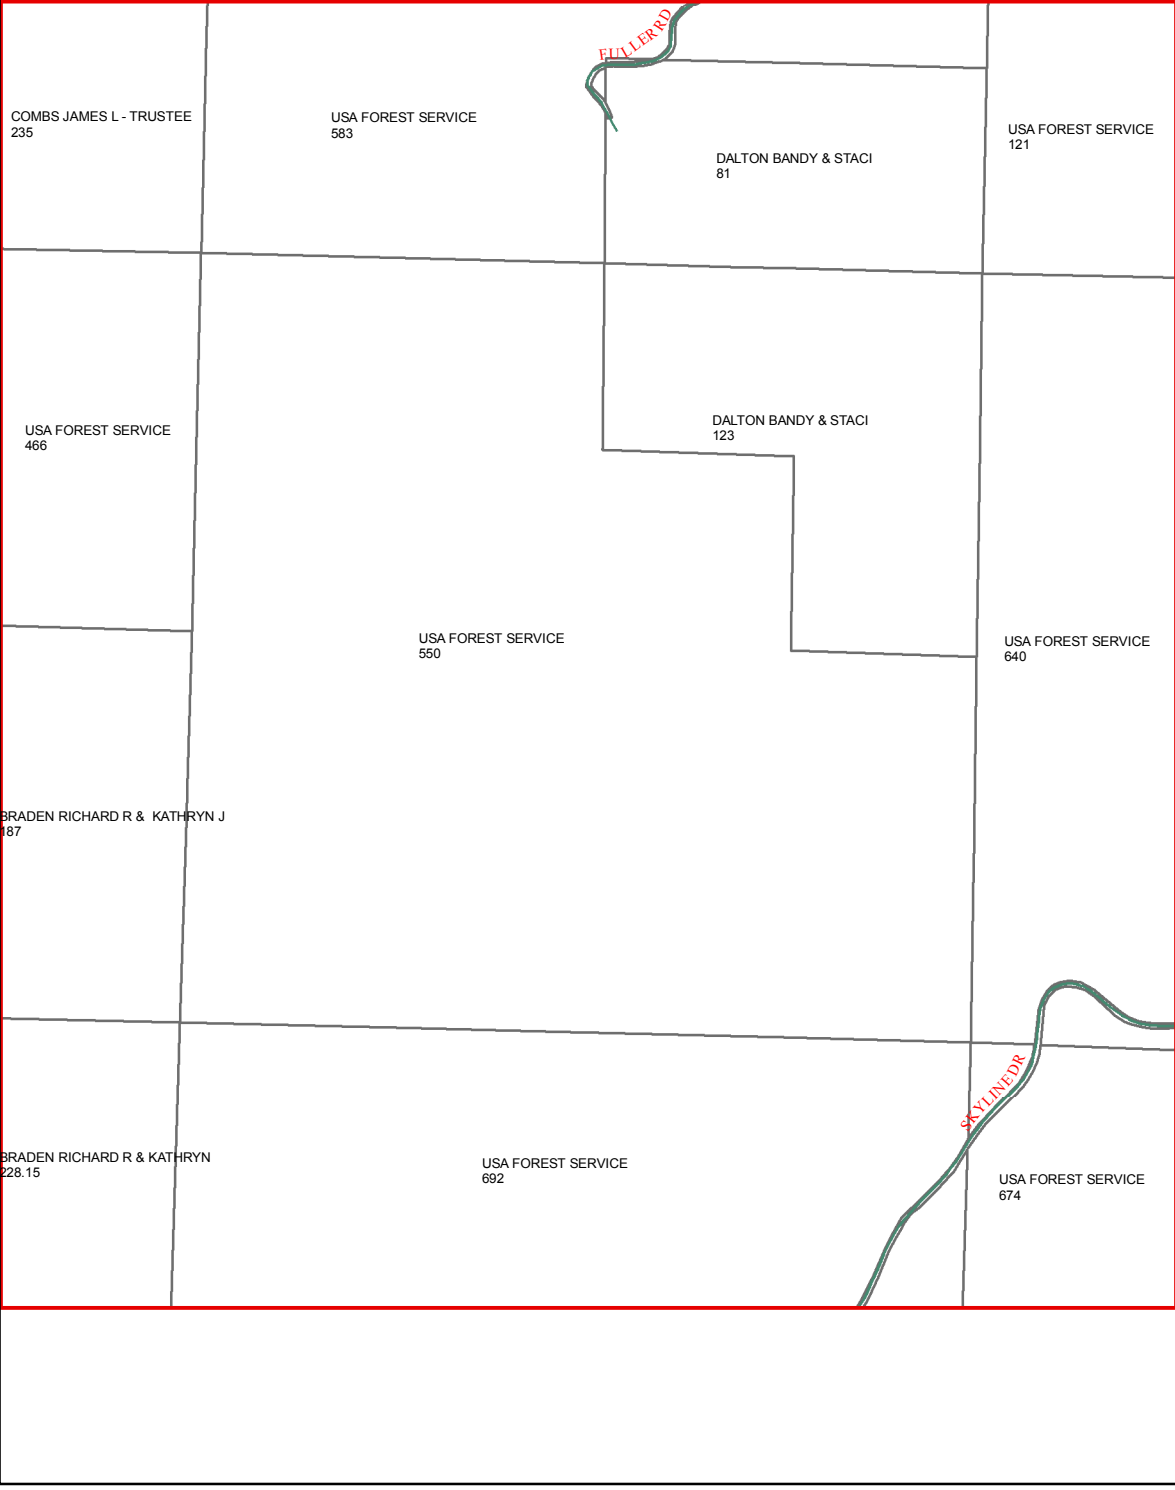 FULLER RD
COMBS JAMES L - TRUSTEE
235
USA FOREST SERVICE
583
USA FOREST SERVICE
121
DALTON BANDY & STACI
81
DALTON BANDY & STACI
123
USA FOREST SERVICE
466
USA FOREST SERVICE
550
USA FOREST SERVICE
640
BRADEN RICHARD R & KATHRYN J
187
SKYLINE DR
BRADEN RICHARD R & KATHRYN
228.15
USA FOREST SERVICE
692
USA FOREST SERVICE
674